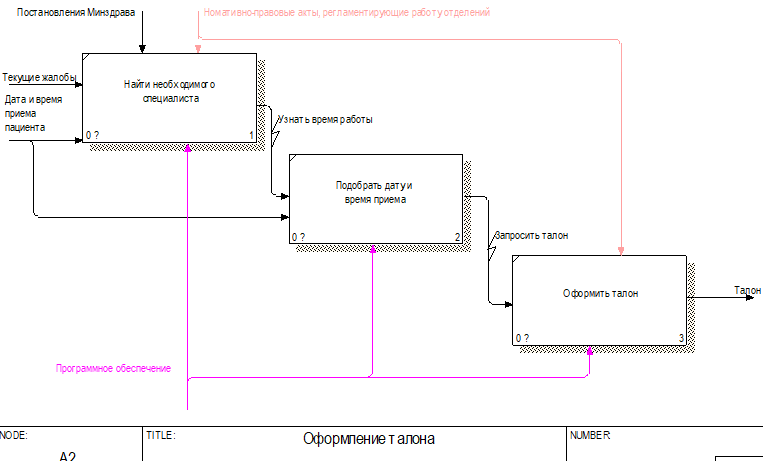 Постановления Минздрава
Номативно-правовые акты, регламентирующие работу отделений
Текущие жалобы
Дата и время
приема
пациента
Найти необходимого
специалиста
0 ?
1
Узнать время работы
Подобрать дату и
время приема
0 ?
2
Запросить талон
Оформить талон
0 ?
3
Талон
Программное обеспечение
NODE:
A2
TITLE:
Оформление талона
NUMBER: